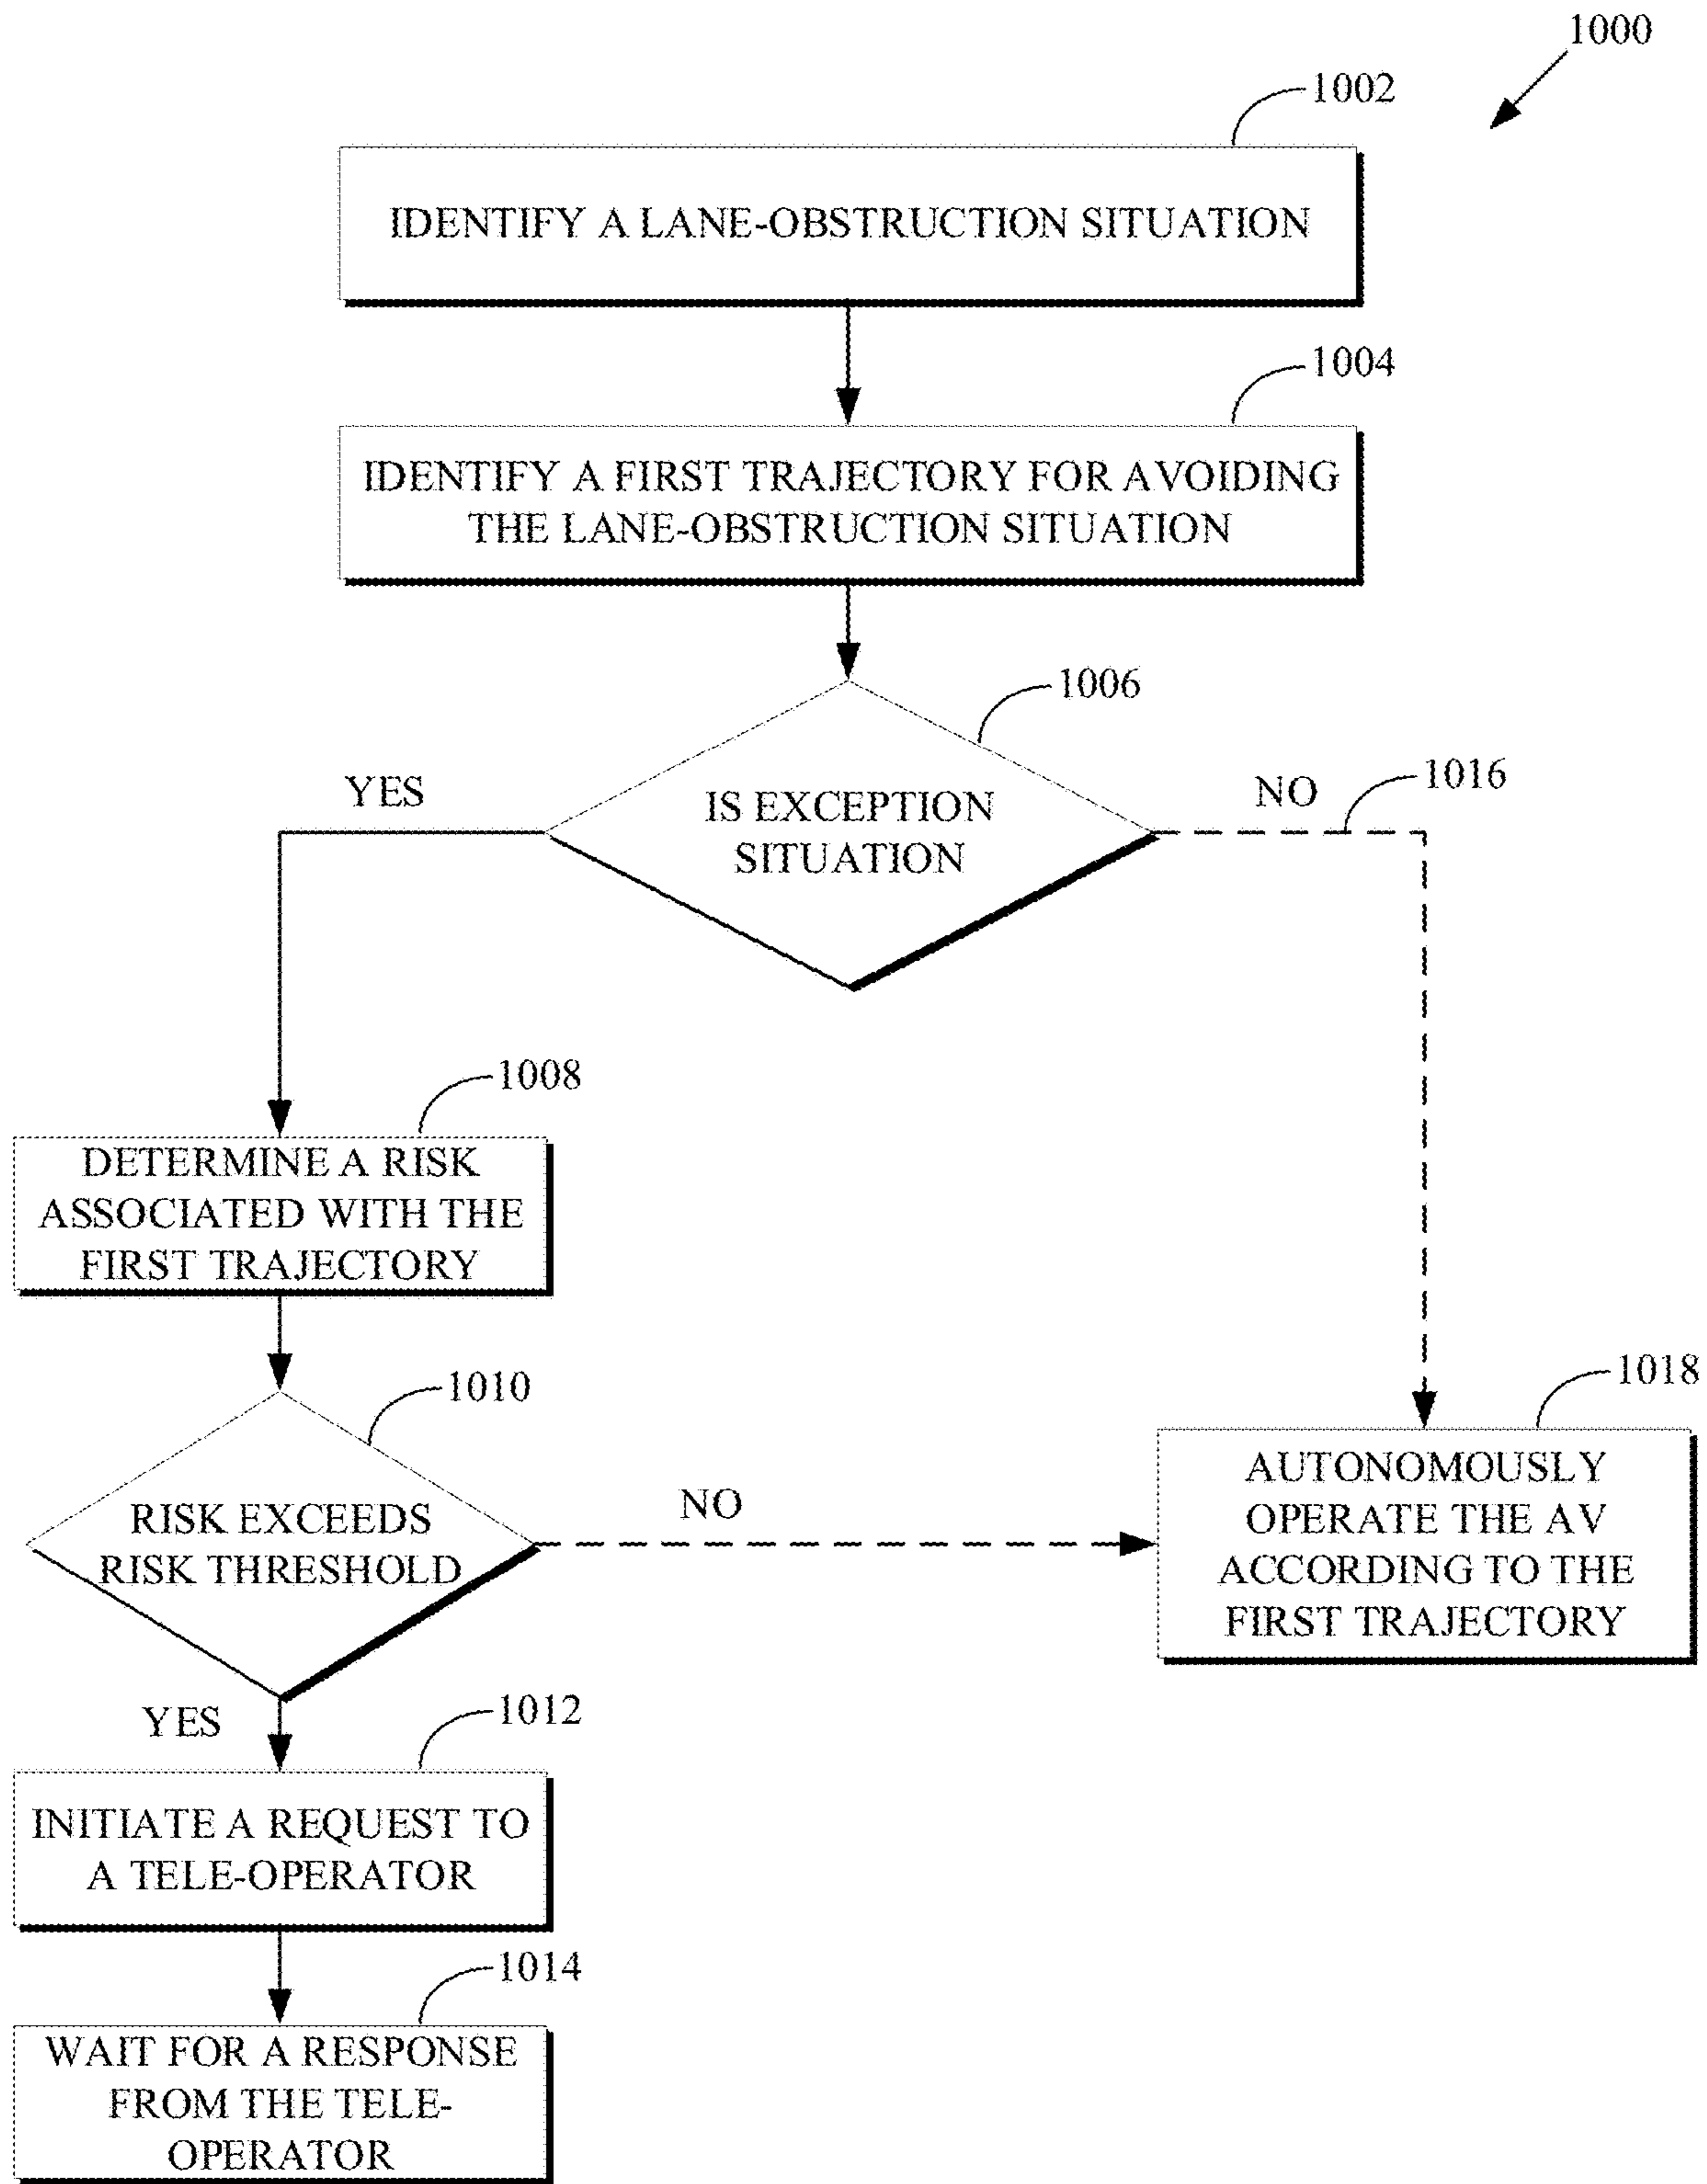 1000
1002
IDENTIFY A LANE-OBSTRUCTION SITUATION
1004
IDENTIFY A FIRST TRAJECTORY FOR AVOIDING
THE LANE-OBSTRUCTION SITUATION
1006
YES
IS EXCEPTION
SITUATION
NO
1016
1008
DETERMINE A RISK
ASSOCIATED WITH THE
FIRST TRAJECTORY
1010
RISK EXCEEDS
RISK THRESHOLD
NO
1018
AUTONOMOUSLY
OPERATE THE AV
ACCORDING TO THE
FIRST TRAJECTORY
YES
1012
INITIATE A REQUEST TO
A TELE-OPERATOR
1014
WAIT FOR A RESPONSE
FROM THE TELE-
OPERATOR